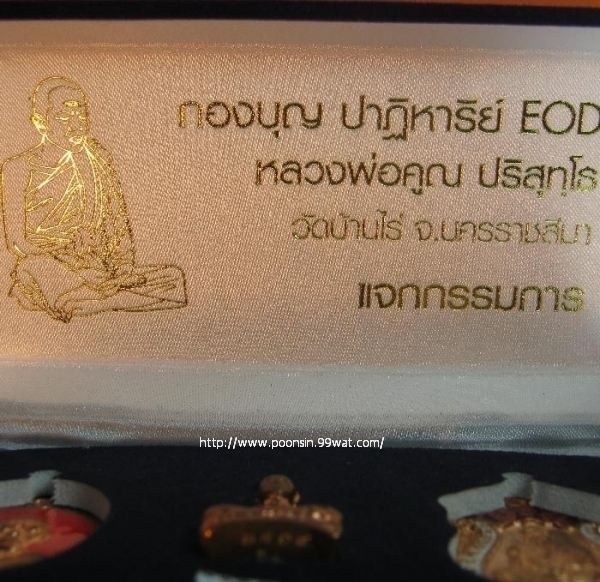 กองบุญ ปาฏิหาริย์ EOD
หลวงพ่อคูณ ปริสุทฺโธ
วัดบ้านไร่ จ.นครราชสีมา
แจกกรรมการ
http://www.poonsin.99wat.com/